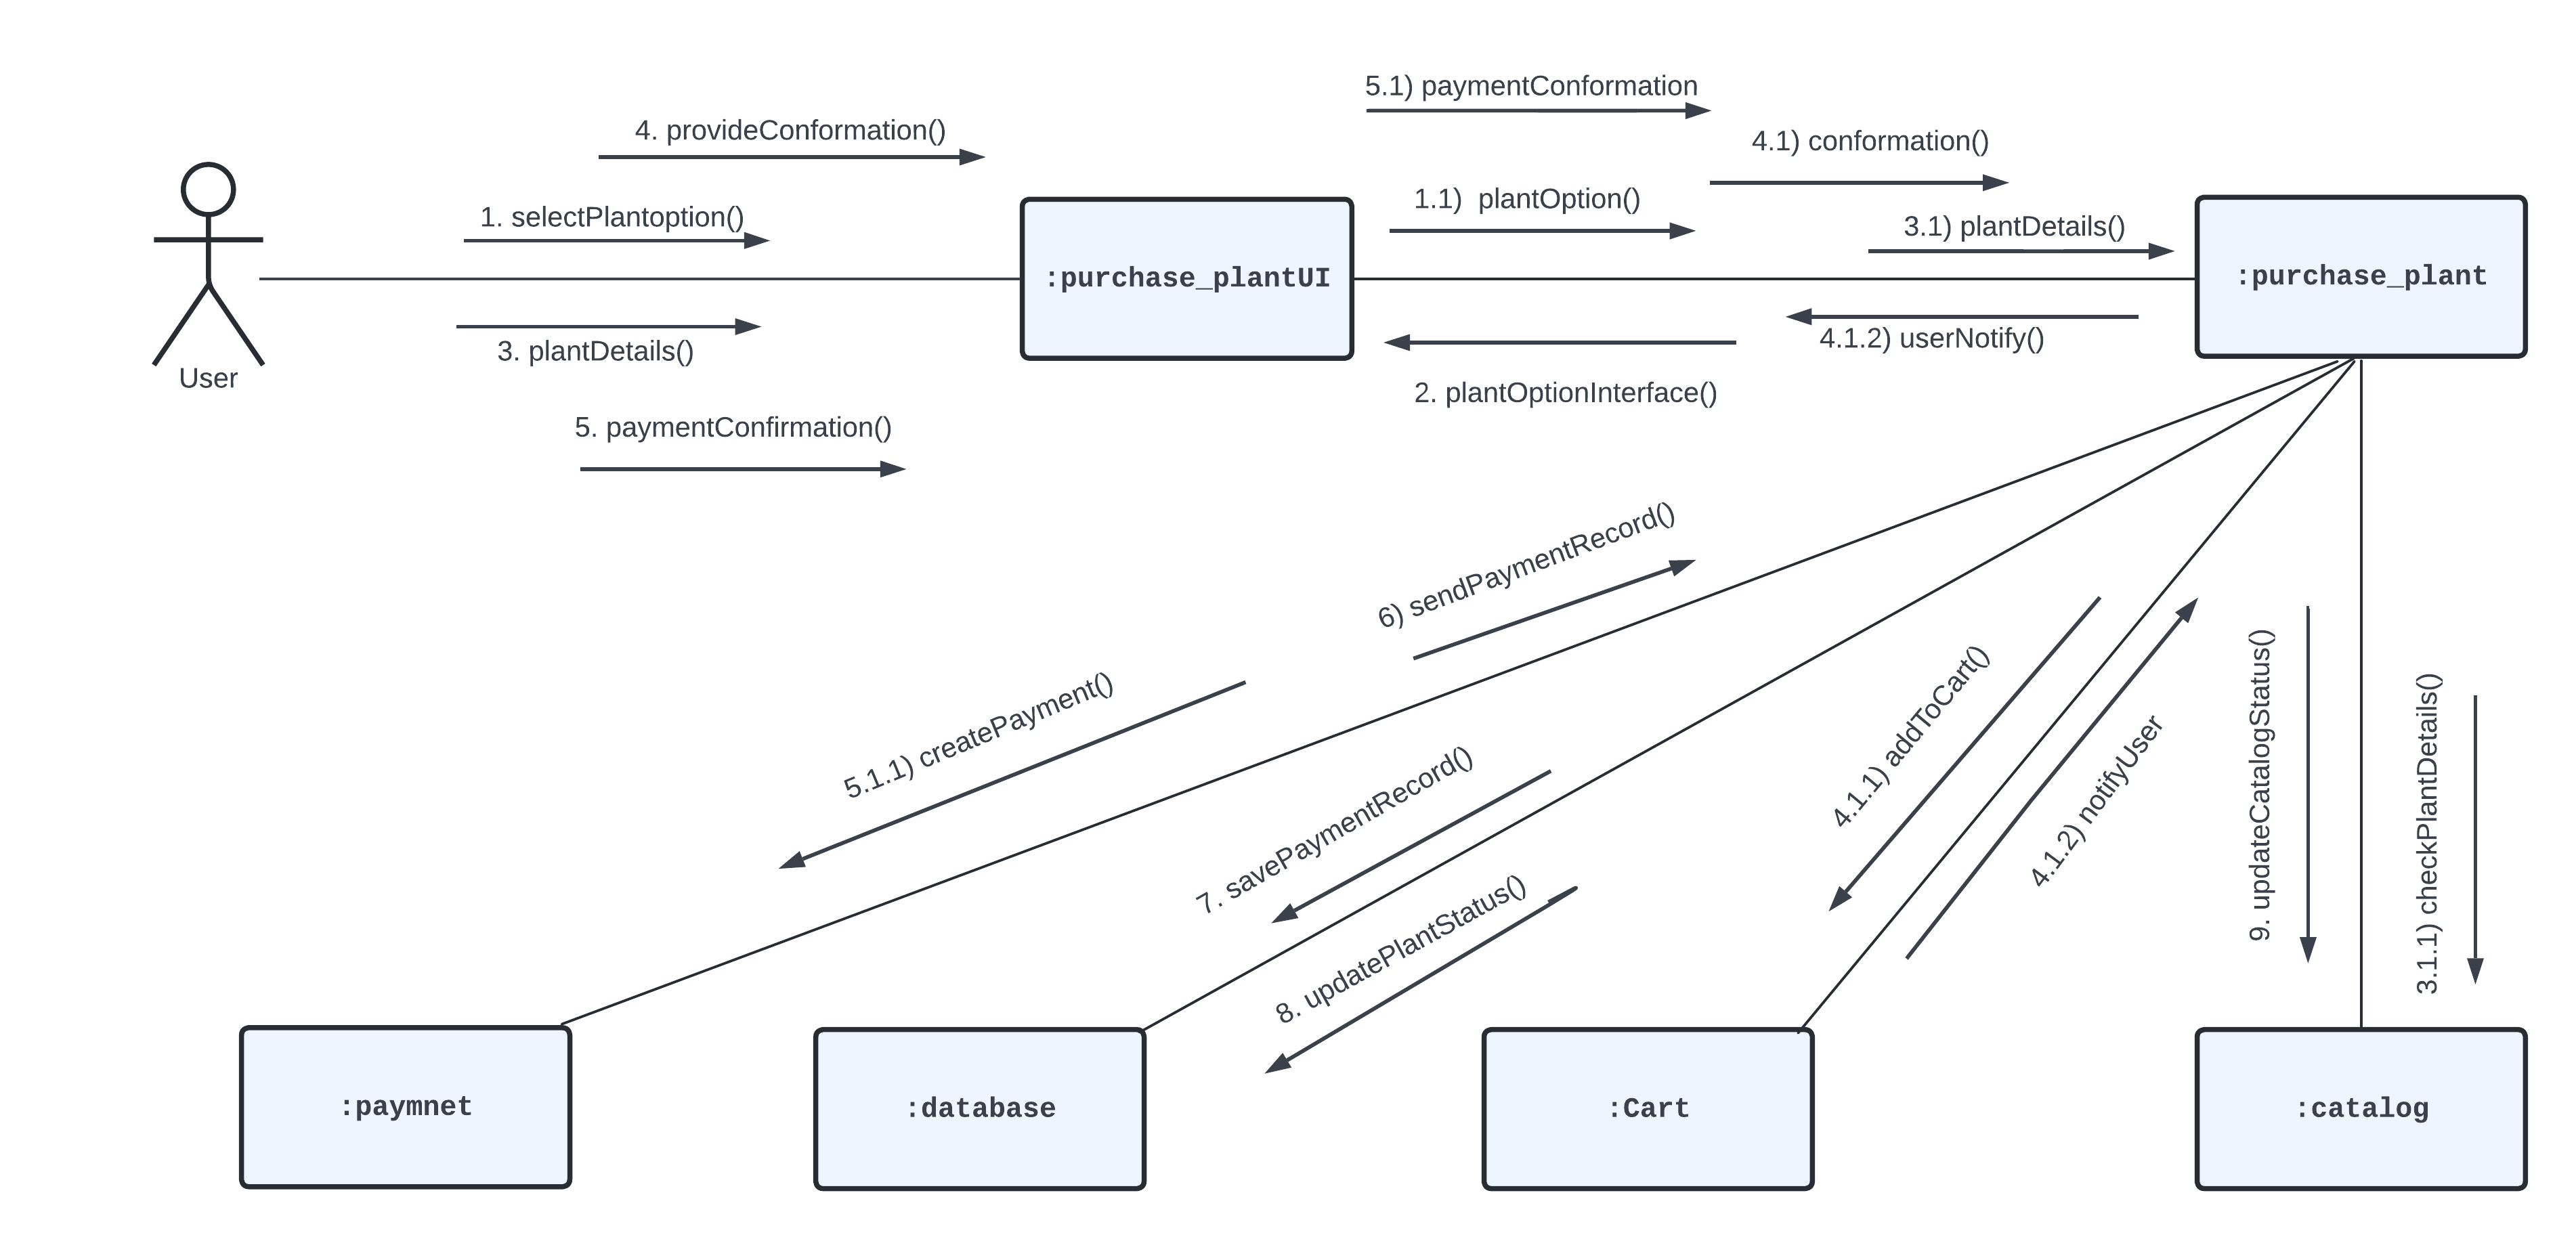 5.1) paymentConformation
4. provideConformation()
4.1) conformation()
1. selectPlantoption()
1.1)  plantOption()
3.1) plantDetails()
:purchase_plantUI
:purchase_plant
3. plantDetails()
4.1.2) userNotify()
User
2. plantOptionInterface()
5. paymentConfirmation()
6) sendPaymentRecord()
5.1.1) createPayment()
7. savePaymentRecord()
8. updatePlantStatus()
4.1.1) addToCart()
4.1.2) notifyUser
9. updateCatalogStatus()
3.1.1) checkPlantDetails()
:paymnet
:database
:Cart
:catalog